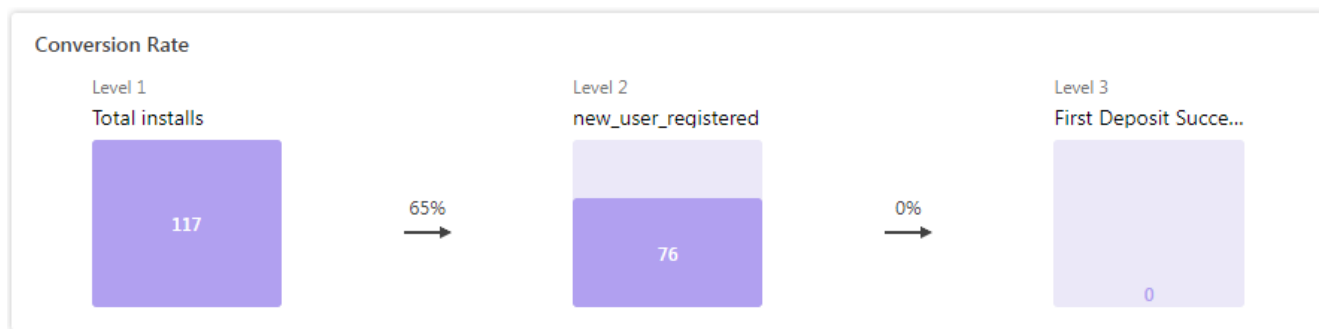 Conversion Rate
Level 1
Total installs
117
65%
Level 2
new_user_registered
76
0%
Level 3
First Deposit Succe...
0